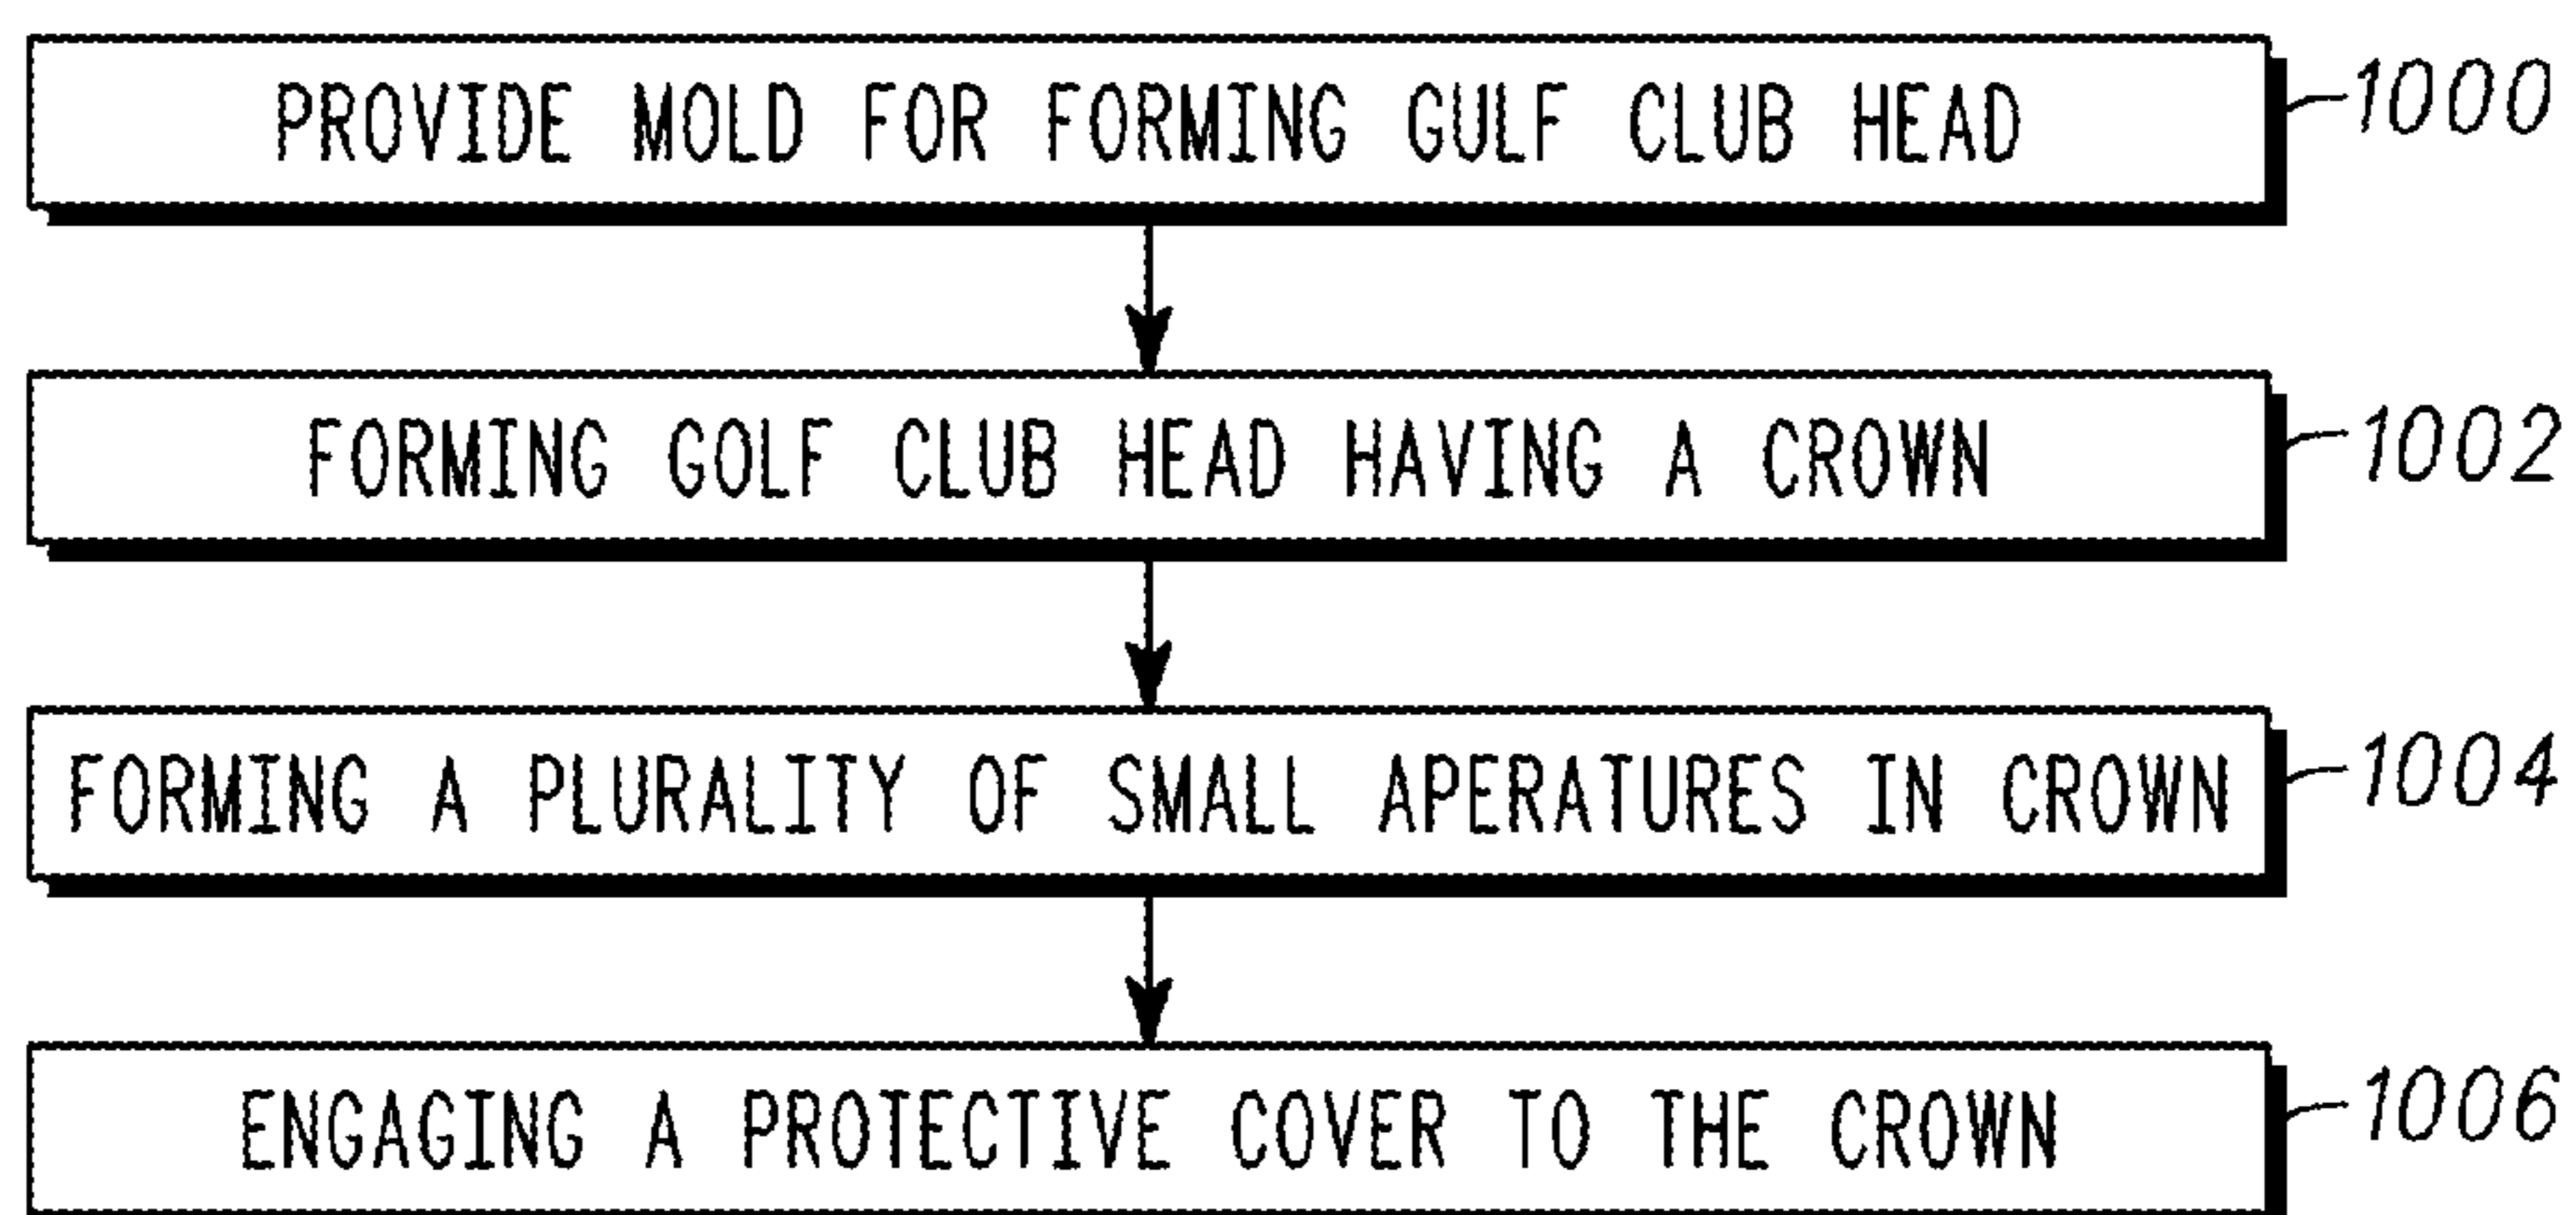 PROVIDE MOLD FOR FORMING GULF CLUB HEAD 1000
FORMING GOLF CLUB HEAD HAVING A CROWN 1002
FORMING A PLURALITY OF SMALL APERATURES IN CROWN 1004
ENGAGING A PROTECTIVE COVER TO THE CROWN 1006